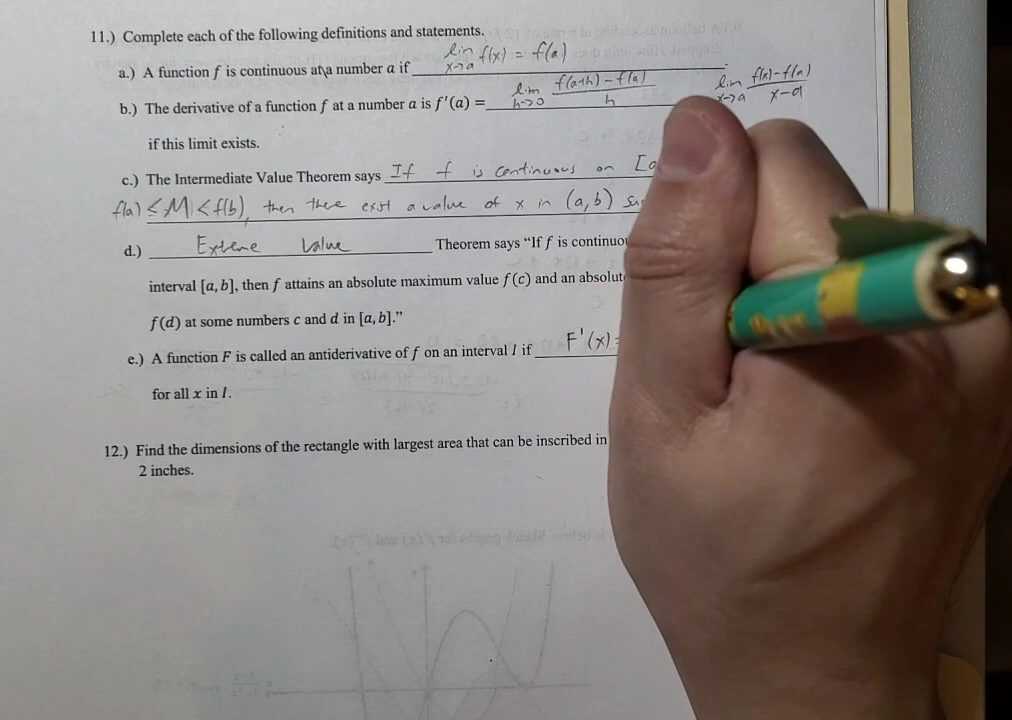 11.) Complete each of the following definitions and statements.
a.) A function f is continuous at a number a if lim x→a f(x) = f(a).
b.) The derivative of a function f at a number a is f'(a) = lim h→0 f(a+h) - f(a) / h lim x→a f(x)-f(a) / x-a
if this limit exists.
c.) The Intermediate Value Theorem says If f is continuous on [a
f(a) ≤ M ≤ f(b), then there exist a value of x in (a,b)
d.) Extreme Value Theorem says “If f is
interval [a, b], then f attains an absolute maximum value f(c) and an
f(d) at some numbers c and d in [a, b].”
e.) A function F is called an antiderivative of f on an interval I if F'(x) =
for all x in I.
12.) Find the dimensions of the rectangle with largest area that can be inscribed in
2 inches.